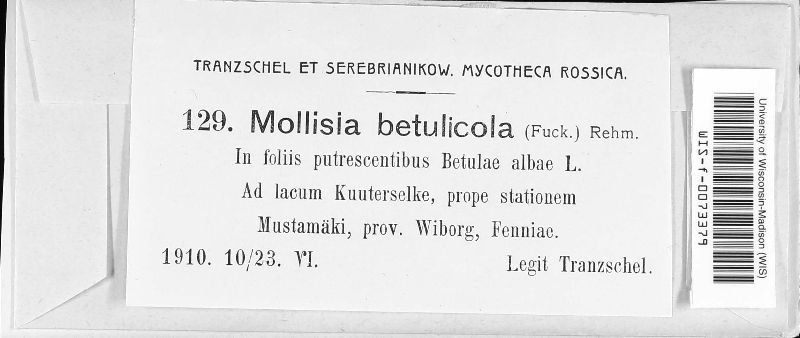 TRANZSCHEL ET SEREBRIANIKOW. MYCOTHECA ROSSICA.
129. Mollisia betulicola (Fuck.) Rehm.
In foliis putrescentibus Betulae albae L.
Ad lacum Kuuterselke, prope stationem
Mustamäki, prov. Wiborg, Fenniae.
1910. 10/23. VI.
Legit Tranzschel.
University of Wisconsin-Madison (WIS)
WIS-f-0073379